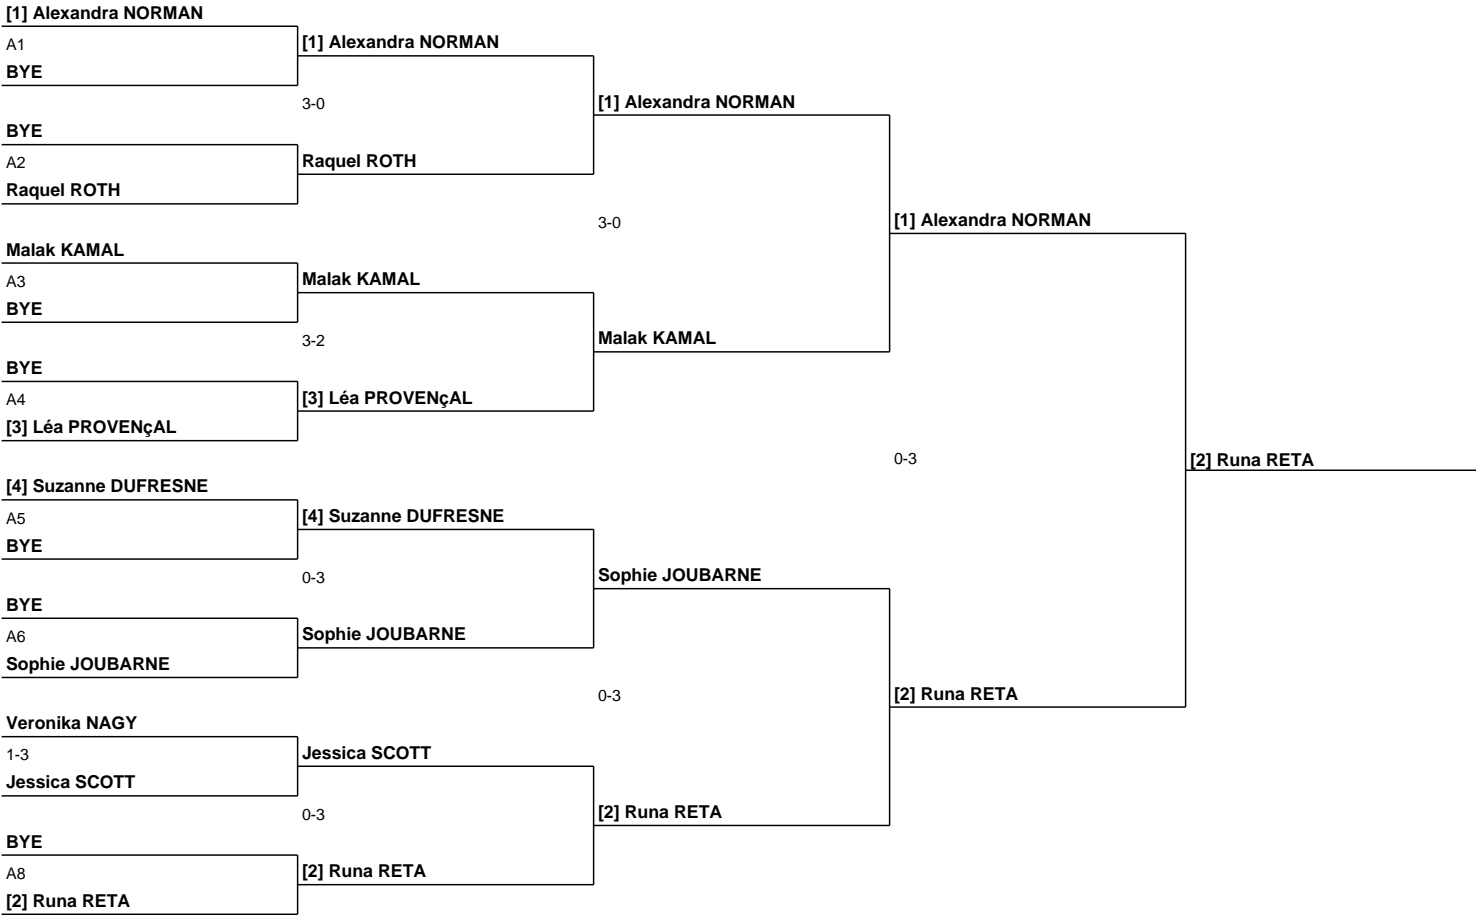 [1] Alexandra NORMAN
A1
BYE
[1] Alexandra NORMAN
3-0
BYE
A2
Raquel ROTH
Raquel ROTH
[1] Alexandra NORMAN
3-0
Malak KAMAL
A3
BYE
Malak KAMAL
3-2
BYE
A4
[3] Léa PROVENçAL
[3] Léa PROVENçAL
Malak KAMAL
[1] Alexandra NORMAN
0-3
[4] Suzanne DUFRESNE
A5
BYE
[4] Suzanne DUFRESNE
0-3
BYE
A6
Sophie JOUBARNE
Sophie JOUBARNE
Sophie JOUBARNE
0-3
Veronika NAGY
1-3
Jessica SCOTT
Jessica SCOTT
0-3
BYE
A8
[2] Runa RETA
[2] Runa RETA
[2] Runa RETA
[2] Runa RETA
[2] Runa RETA